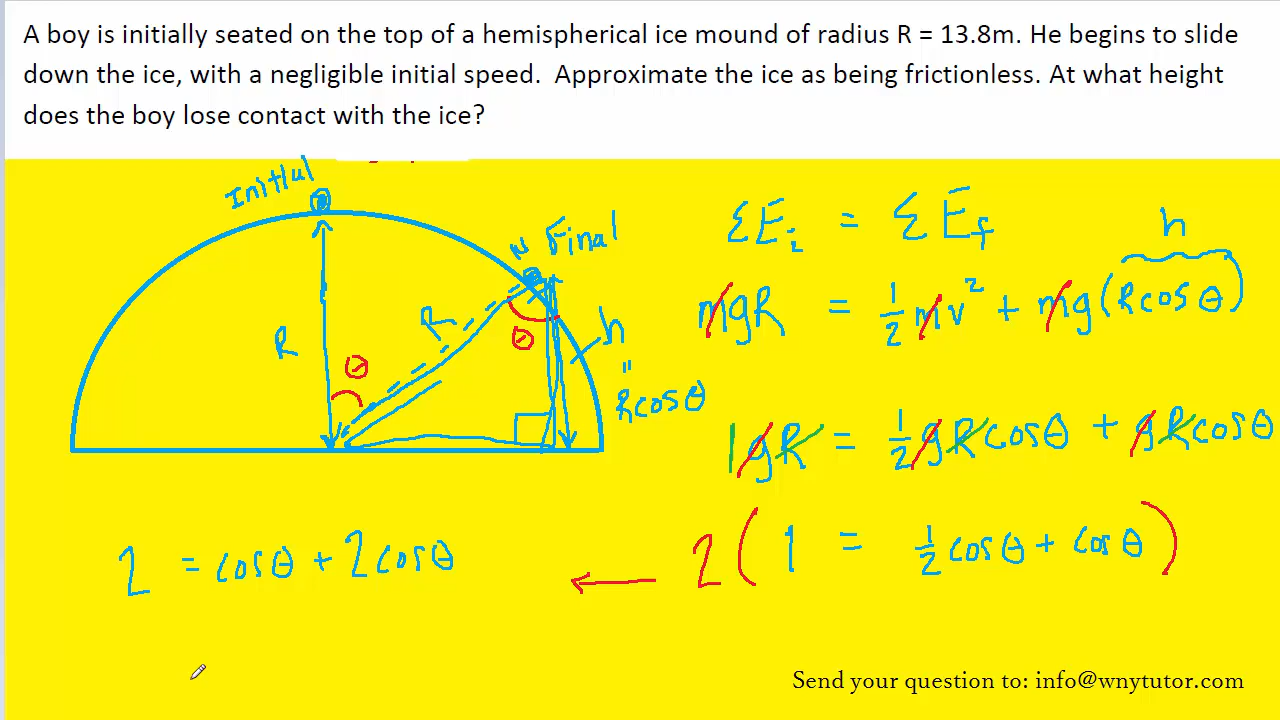 A boy is initially seated on the top of a hemispherical ice mound of radius R = 13.8m. He begins to slide
down the ice, with a negligible initial speed.  Approximate the ice as being frictionless. At what height
does the boy lose contact with the ice?
Initial
Final
R
R
θ
θ
h
"
Rcosθ
ΣEi = ΣEf
h
mgR = 1/2 mv² + mg(Rcosθ)
1gR = 1/2 gRcosθ + gRcosθ
2(1 = 1/2 cosθ + cosθ)
2 = cosθ + 2cosθ
Send your question to: info@wnytutor.com